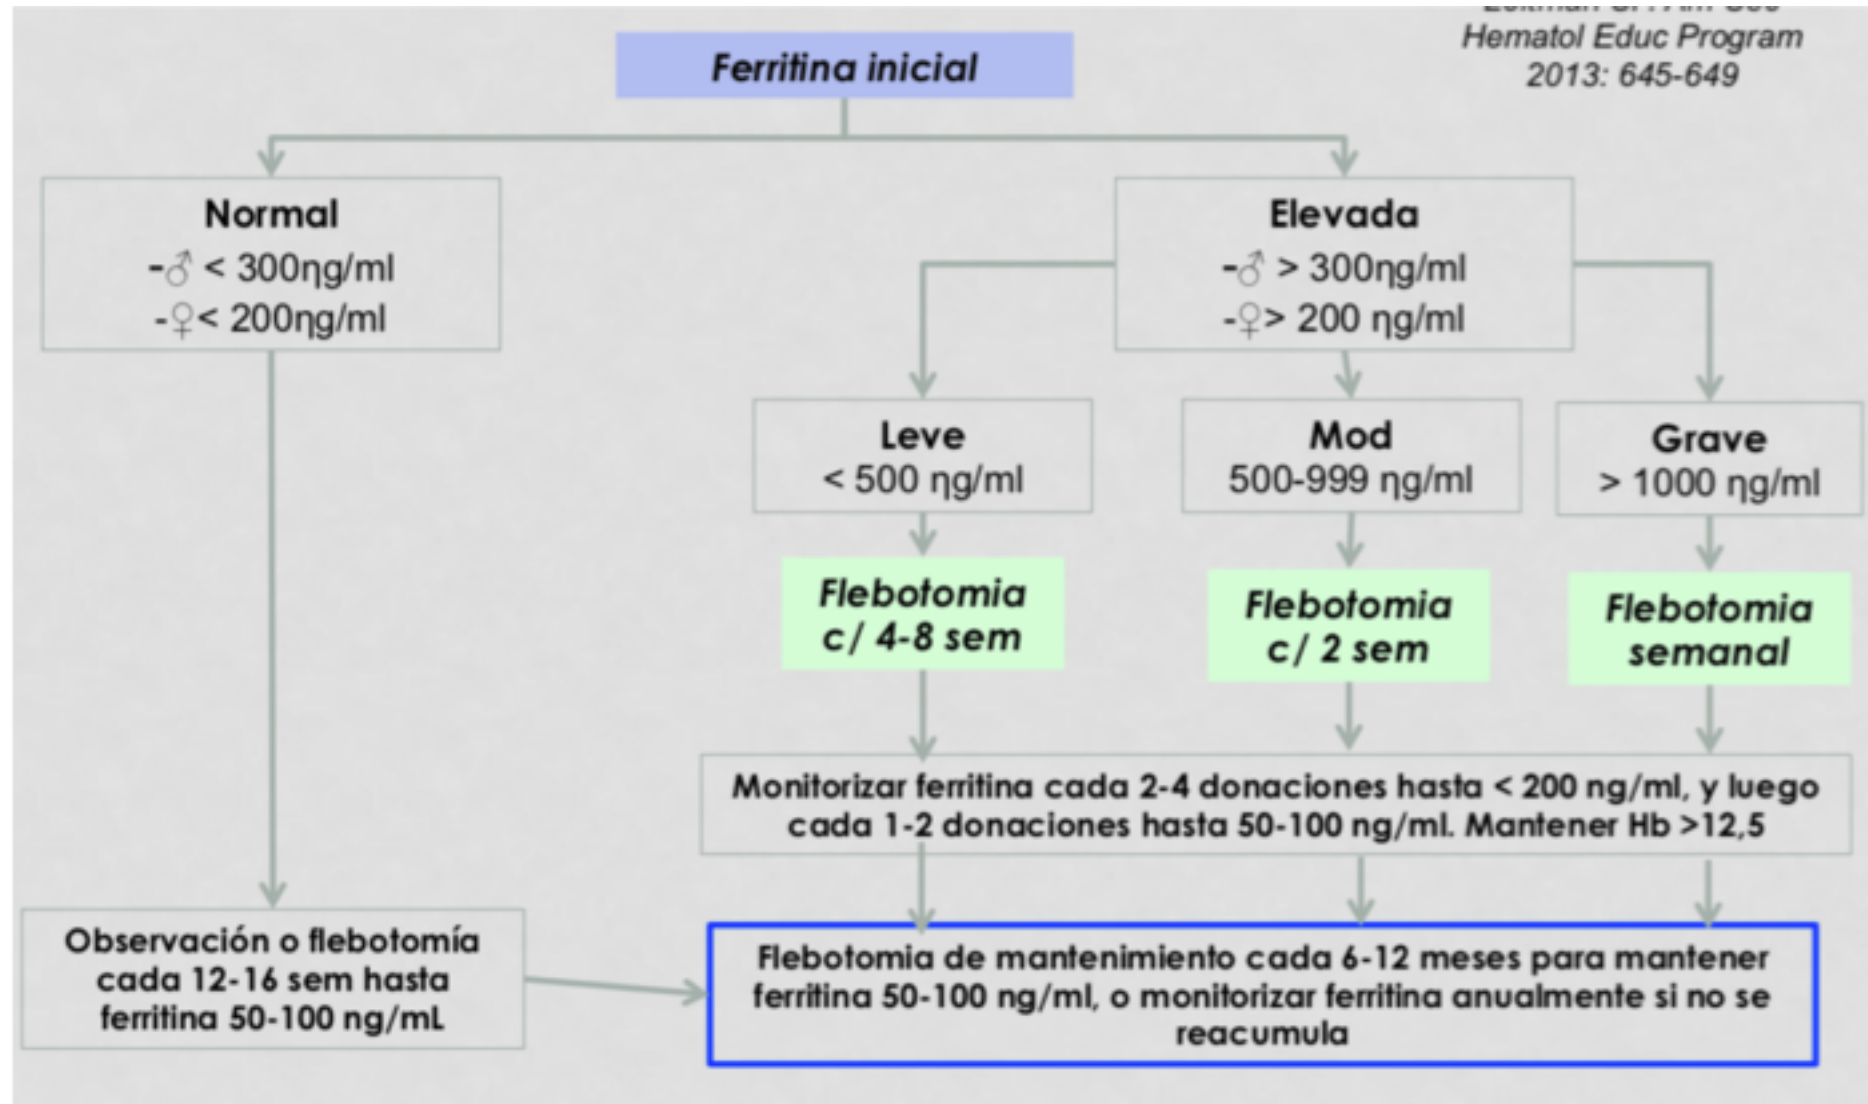 Hematol Educ Program
2013: 645-649
Ferritina inicial
Normal
-♂ < 300ηg/ml
-♀< 200ηg/ml
Elevada
-♂ > 300ηg/ml
-♀> 200 ηg/ml
Leve
< 500 ηg/ml
Mod
500-999 ηg/ml
Grave
> 1000 ηg/ml
Flebotomia
c/ 4-8 sem
Flebotomia
c/ 2 sem
Flebotomia
semanal
Monitorizar ferritina cada 2-4 donaciones hasta < 200 ng/ml, y luego
cada 1-2 donaciones hasta 50-100 ng/ml. Mantener Hb >12,5
Observación o flebotomía
cada 12-16 sem hasta
ferritina 50-100 ng/mL
Flebotomia de mantenimiento cada 6-12 meses para mantener
ferritina 50-100 ng/ml, o monitorizar ferritina anualmente si no se
reacumula